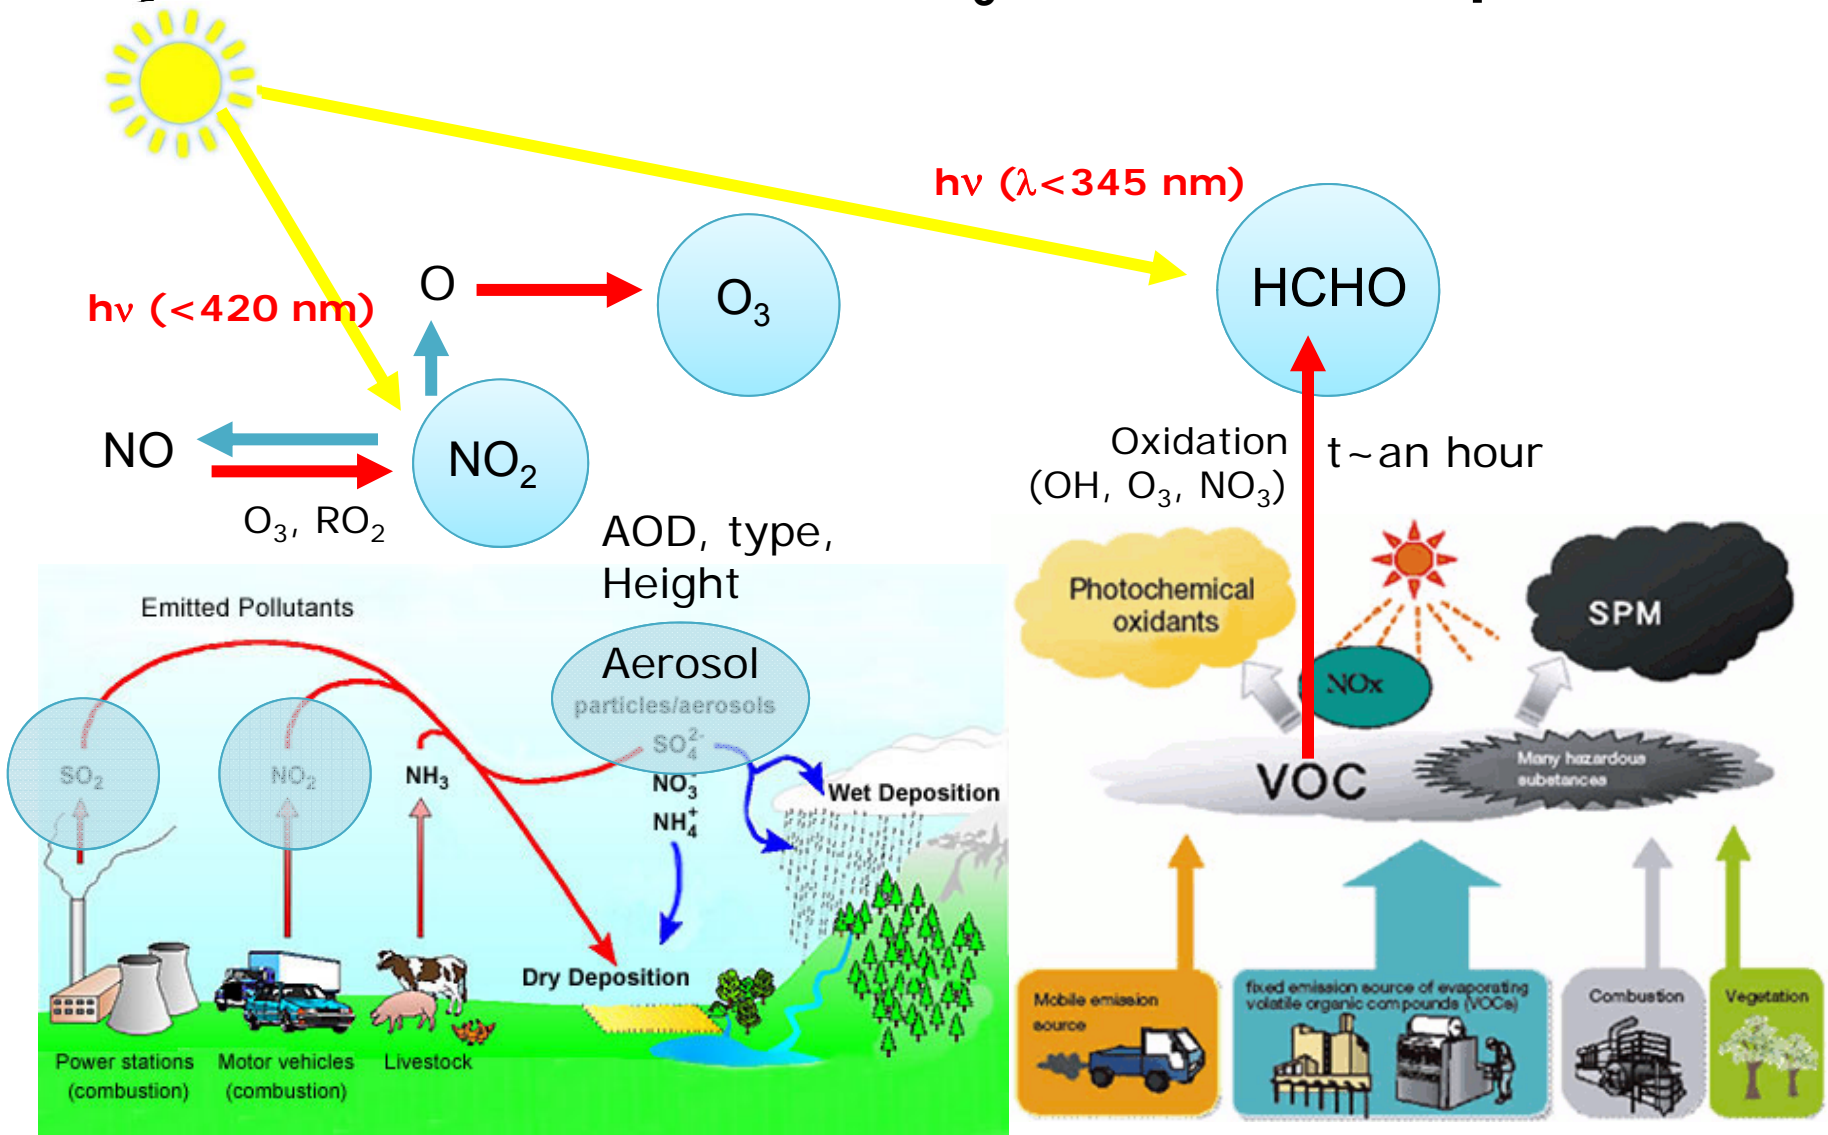 hν (λ<345 nm)
HCHO
O
O₃
hν (<420 nm)
NO
NO₂
O₃, RO₂
Oxidation
(OH, O₃, NO₃)
t~an hour
AOD, type,
Height
Emitted Pollutants
Aerosol
particles/aerosols
SO₄²⁻
NO₃⁻
NH₄⁺
SO₂
NO₂
NH₃
Wet Deposition
Dry Deposition
Power stations
(combustion)
Motor vehicles
(combustion)
Livestock
Photochemical
oxidants
NOx
SPM
VOC
Many hazardous
substances
Mobile emission
source
fixed emission source of evaporating
volatile organic compounds (VOCs)
Combustion
Vegetation